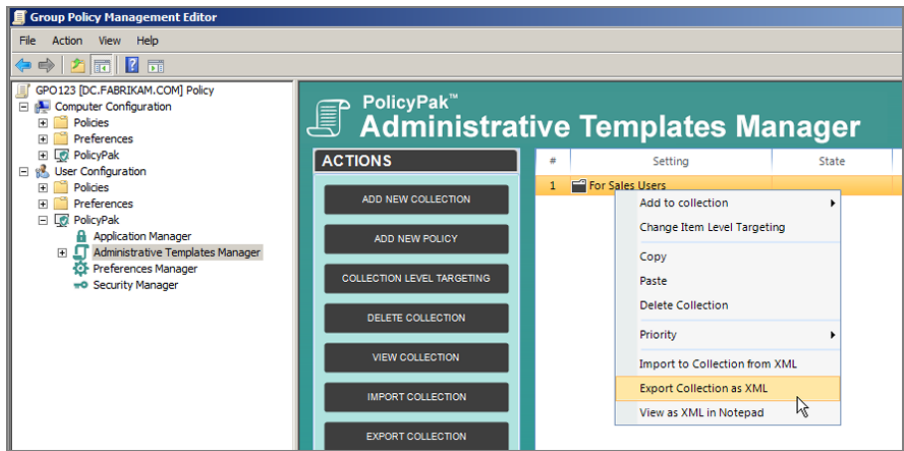 Group Policy Management Editor
File Action View Help
GPO123 [DC.FABRIKAM.COM] Policy
Computer Configuration
Policies
Preferences
PolicyPak
User Configuration
Policies
Preferences
PolicyPak
Application Manager
Administrative Templates Manager
Preferences Manager
Security Manager
PolicyPak™
Administrative Templates Manager
ACTIONS
ADD NEW COLLECTION
ADD NEW POLICY
COLLECTION LEVEL TARGETING
DELETE COLLECTION
VIEW COLLECTION
IMPORT COLLECTION
EXPORT COLLECTION
# Setting State
1 For Sales Users
Add to collection
Change Item Level Targeting
Copy
Paste
Delete Collection
Priority
Import to Collection from XML
Export Collection as XML
View as XML in Notepad